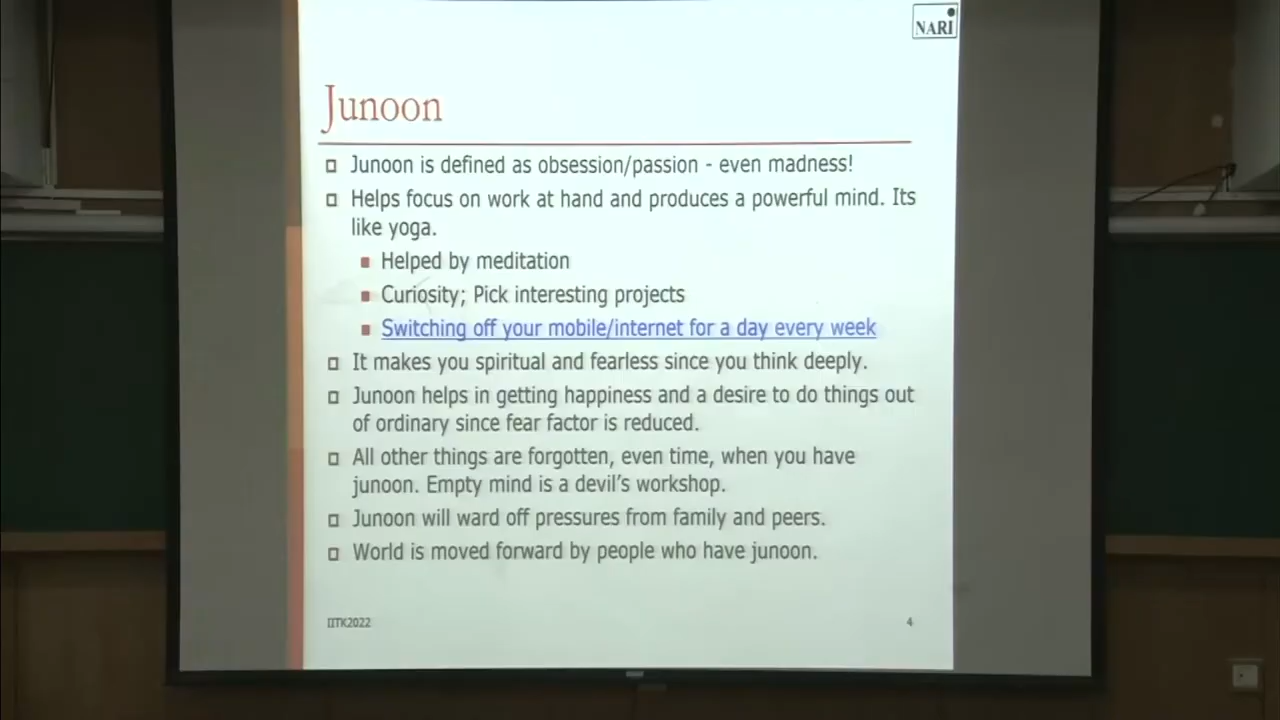 NARI
Junoon
Junoon is defined as obsession/passion - even madness!
Helps focus on work at hand and produces a powerful mind. Its
like yoga.
Helped by meditation
Curiosity; Pick interesting projects
Switching off your mobile/internet for a day every week
It makes you spiritual and fearless since you think deeply.
Junoon helps in getting happiness and a desire to do things out
of ordinary since fear factor is reduced.
All other things are forgotten, even time, when you have
junoon. Empty mind is a devil's workshop.
Junoon will ward off pressures from family and peers.
World is moved forward by people who have junoon.
IITK2022
4